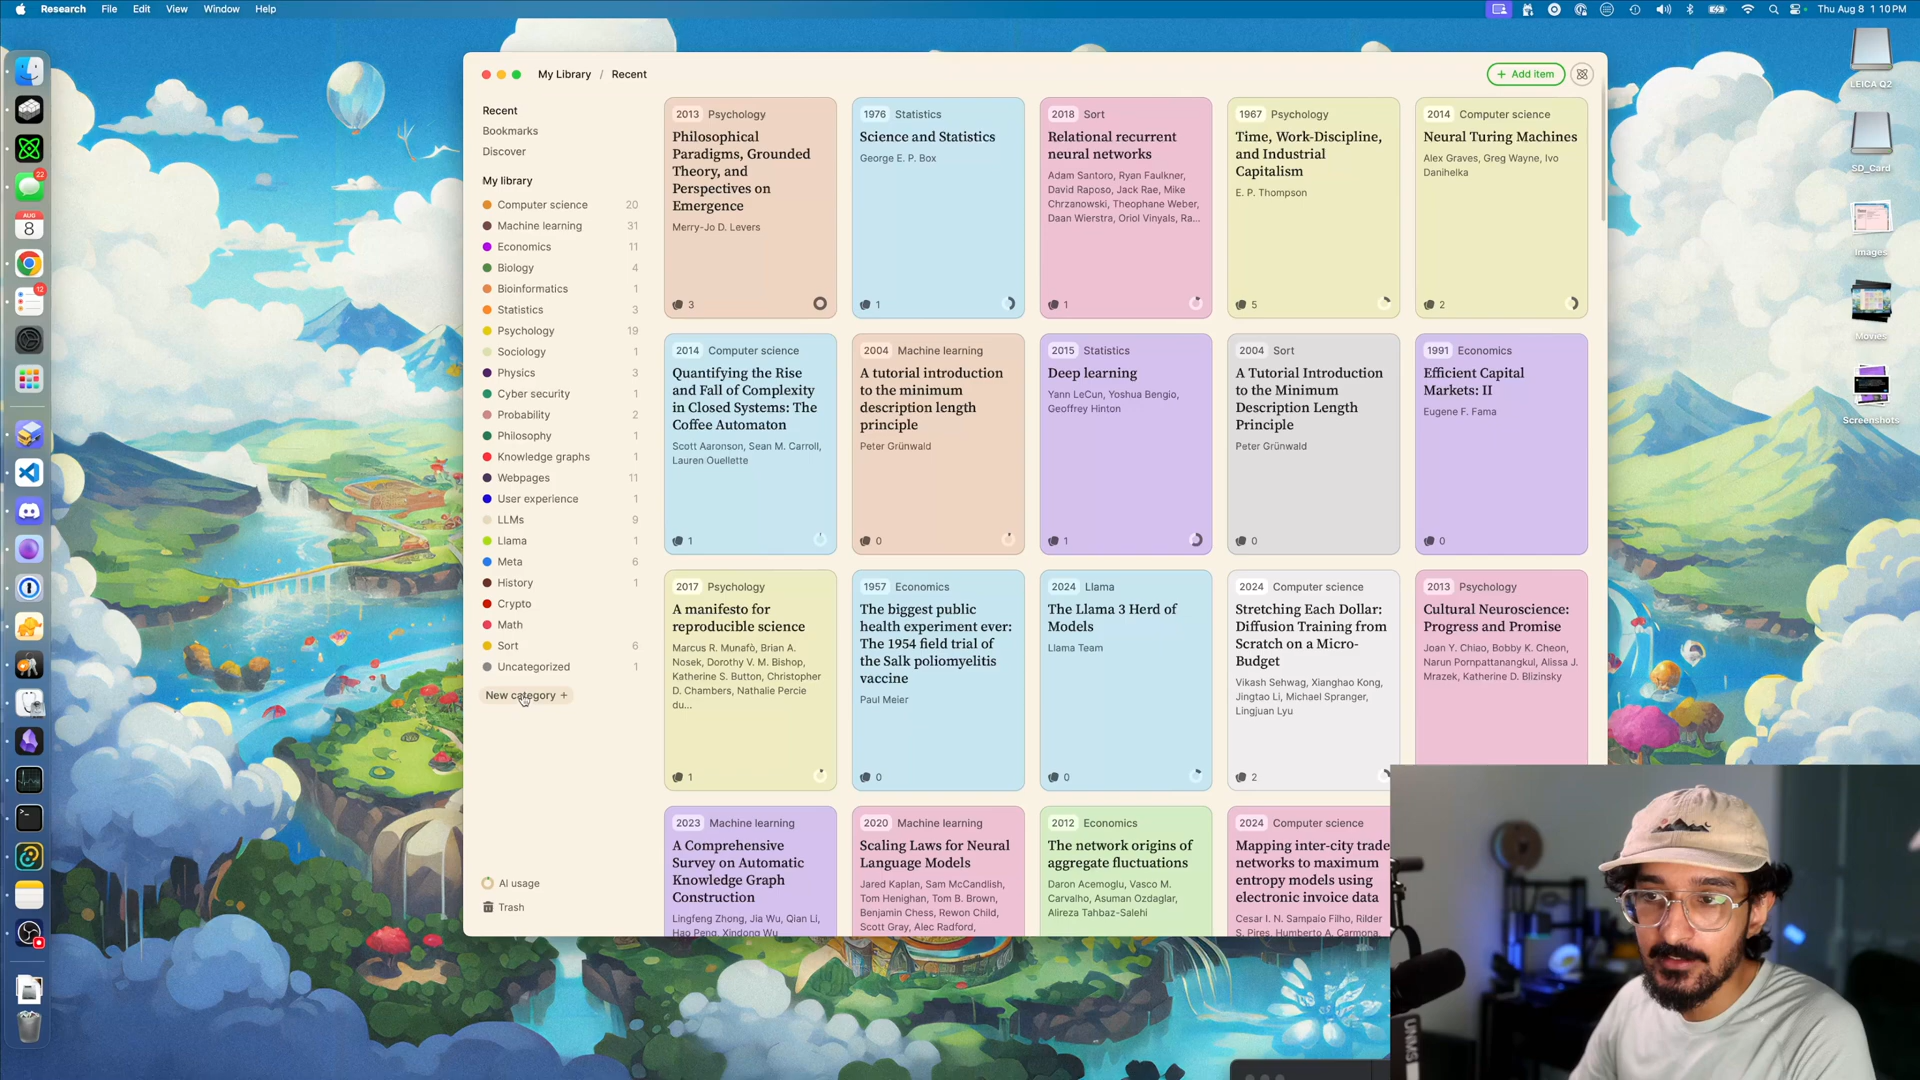 Research File Edit View Window Help
Thu Aug 8 1:10 PM
22
AUG
8
12
LEICA Q2
SD_Card
Images
Movies
Screenshots
My Library / Recent
+ Add item
Recent
Bookmarks
Discover
My library
Computer science 20
Machine learning 31
Economics 11
Biology 4
Bioinformatics 1
Statistics 3
Psychology 19
Sociology 1
Physics 3
Cyber security 1
Probability 2
Philosophy 1
Knowledge graphs 1
Webpages 11
User experience 1
LLMs 9
Llama 1
Meta 6
History 1
Crypto
Math
Sort 6
Uncategorized 1
New category +
AI usage
Trash
2013 Psychology
Philosophical
Paradigms, Grounded
Theory, and
Perspectives on
Emergence
Merry-Jo D. Levers
3
1976 Statistics
Science and Statistics
George E. P. Box
1
2018 Sort
Relational recurrent
neural networks
Adam Santoro, Ryan Faulkner,
David Raposo, Jack Rae, Mike
Chrzanowski, Theophane Weber,
Daan Wierstra, Oriol Vinyals, Ra...
1
1967 Psychology
Time, Work-Discipline,
and Industrial
Capitalism
E. P. Thompson
5
2014 Computer science
Neural Turing Machines
Alex Graves, Greg Wayne, Ivo
Danihelka
2
2014 Computer science
Quantifying the Rise
and Fall of Complexity
in Closed Systems: The
Coffee Automaton
Scott Aaronson, Sean M. Carroll,
Lauren Ouellette
1
2004 Machine learning
A tutorial introduction
to the minimum
description length
principle
Peter Grünwald
0
2015 Statistics
Deep learning
Yann LeCun, Yoshua Bengio,
Geoffrey Hinton
1
2004 Sort
A Tutorial Introduction
to the Minimum
Description Length
Principle
Peter Grünwald
0
1991 Economics
Efficient Capital
Markets: II
Eugene F. Fama
0
2017 Psychology
A manifesto for
reproducible science
Marcus R. Munafò, Brian A.
Nosek, Dorothy V. M. Bishop,
Katherine S. Button, Christopher
D. Chambers, Nathalie Percie
du...
1
1957 Economics
The biggest public
health experiment ever:
The 1954 field trial of
the Salk poliomyelitis
vaccine
Paul Meier
0
2024 Llama
The Llama 3 Herd of
Models
Llama Team
0
2024 Computer science
Stretching Each Dollar:
Diffusion Training from
Scratch on a Micro-
Budget
Vikash Sehwag, Xianghao Kong,
Jingtao Li, Michael Spranger,
Lingjuan Lyu
2
2013 Psychology
Cultural Neuroscience:
Progress and Promise
Joan Y. Chiao, Bobby K. Cheon,
Narun Pornpattanangkul, Alissa J.
Mrazek, Katherine D. Blizinsky
2023 Machine learning
A Comprehensive
Survey on Automatic
Knowledge Graph
Construction
Lingfeng Zhong, Jia Wu, Qian Li,
Hao Peng, Xindong Wu
2020 Machine learning
Scaling Laws for Neural
Language Models
Jared Kaplan, Sam McCandlish,
Tom Henighan, Tom B. Brown,
Benjamin Chess, Rewon Child,
Scott Gray, Alec Radford,
2012 Economics
The network origins of
aggregate fluctuations
Daron Acemoglu, Vasco M.
Carvalho, Asuman Ozdaglar,
Alireza Tahbaz-Salehi
2024 Computer science
Mapping inter-city trade
networks to maximum
entropy models using
electronic invoice data
Cesar I. N. Sampaio Filho, Rilder
S. Pires, Humberto A. Carmona,